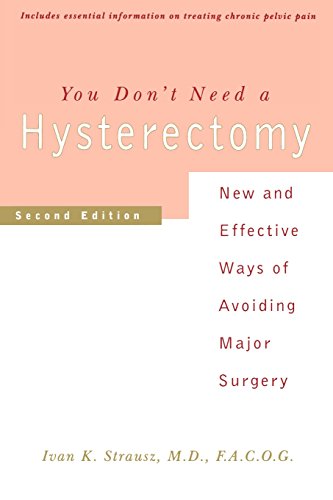 Includes essential information on treating chronic pelvic pain
You Don't Need a
Hysterectomy
Second Edition
New and
Effective
Ways of
Avoiding
Major
Surgery
Ivan K. Strausz, M.D., F.A.C.O.G.